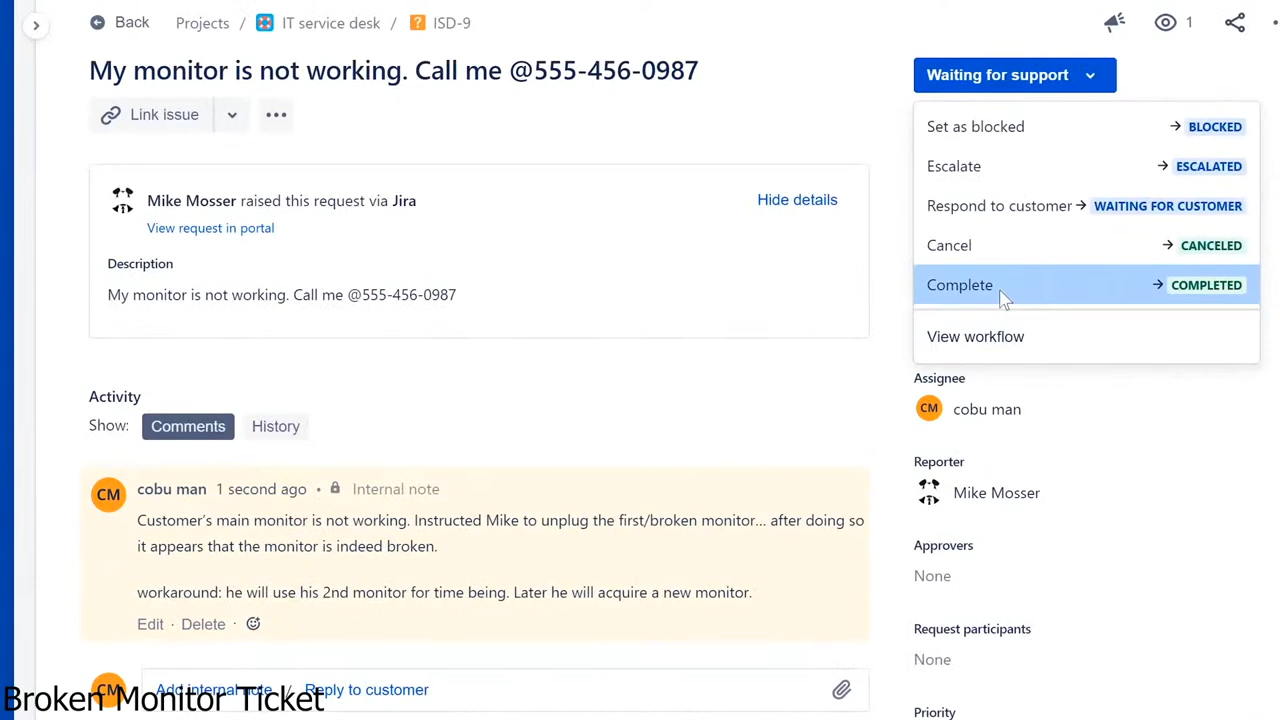 Back
Projects / IT service desk / ISD-9
1
My monitor is not working. Call me @555-456-0987
Link issue
Waiting for support
Set as blocked → BLOCKED
Escalate → ESCALATED
Respond to customer → WAITING FOR CUSTOMER
Cancel → CANCELED
Complete → COMPLETED
View workflow
Mike Mosser raised this request via Jira
Hide details
View request in portal
Description
My monitor is not working. Call me @555-456-0987
Assignee
CM cobu man
Activity
Show: Comments History
Reporter
Mike Mosser
CM cobu man 1 second ago • Internal note
Customer's main monitor is not working. Instructed Mike to unplug the first/broken monitor... after doing so
it appears that the monitor is indeed broken.
workaround: he will use his 2nd monitor for time being. Later he will acquire a new monitor.
Edit · Delete ·
Approvers
None
Request participants
None
CM Add internal note / Reply to customer
Broken Monitor Ticket
Priority